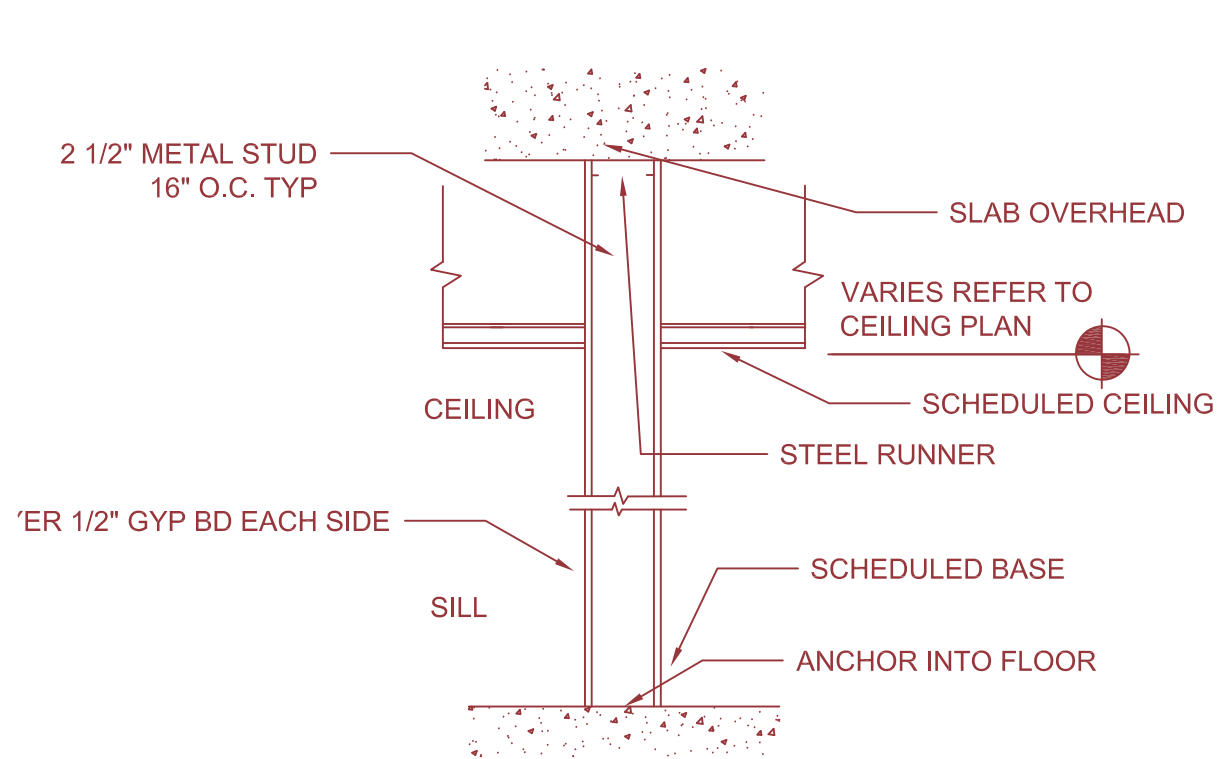 2 1/2" METAL STUD
16" O.C. TYP
SLAB OVERHEAD
VARIES REFER TO
CEILING PLAN
CEILING
SCHEDULED CEILING
STEEL RUNNER
1/2" GYP BD EACH SIDE
SCHEDULED BASE
SILL
ANCHOR INTO FLOOR